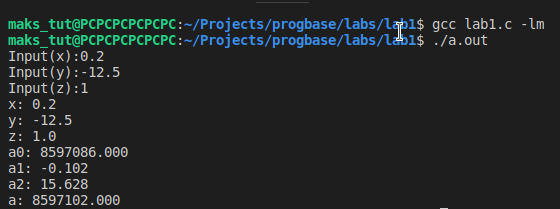 maks_tut@PCPCPCPCPCPC:~/Projects/progbase/labs/lab1$ gcc lab1.c -lm
maks_tut@PCPCPCPCPCPC:~/Projects/progbase/labs/lab1$ ./a.out
Input(x):0.2
Input(y):-12.5
Input(z):1
x: 0.2
y: -12.5
z: 1.0
a0: 8597086.000
a1: -0.102
a2: 15.628
a: 8597102.000